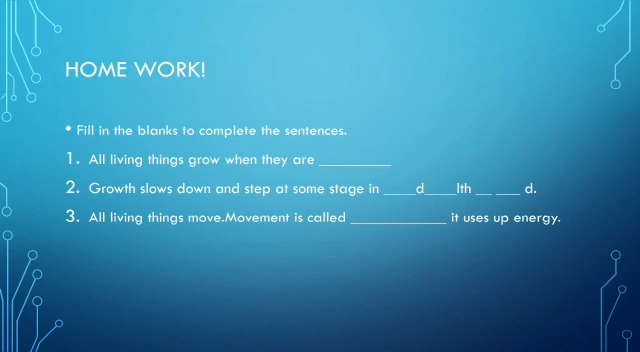 HOME WORK!
• Fill in the blanks to complete the sentences.
1. All living things grow when they are __________
2. Growth slows down and step at some stage in ____d____lth __ ___ d.
3. All living things move.Movement is called _____________ it uses up energy.